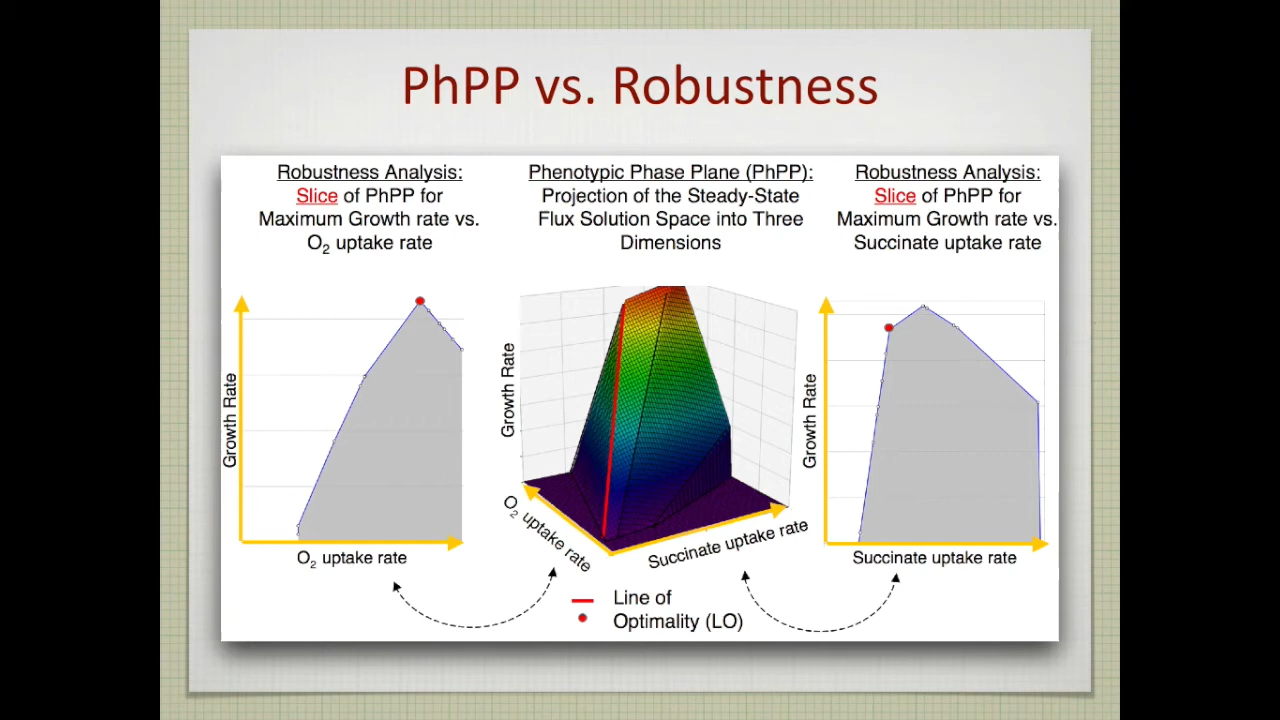 PhPP vs. Robustness
Robustness Analysis:
Slice of PhPP for
Maximum Growth rate vs.
O₂ uptake rate
Phenotypic Phase Plane (PhPP):
Projection of the Steady-State
Flux Solution Space into Three
Dimensions
Robustness Analysis:
Slice of PhPP for
Maximum Growth rate vs.
Succinate uptake rate
Growth Rate
O₂ uptake rate
Growth Rate
O₂ uptake rate
Succinate uptake rate
Growth Rate
Succinate uptake rate
Line of
Optimality (LO)